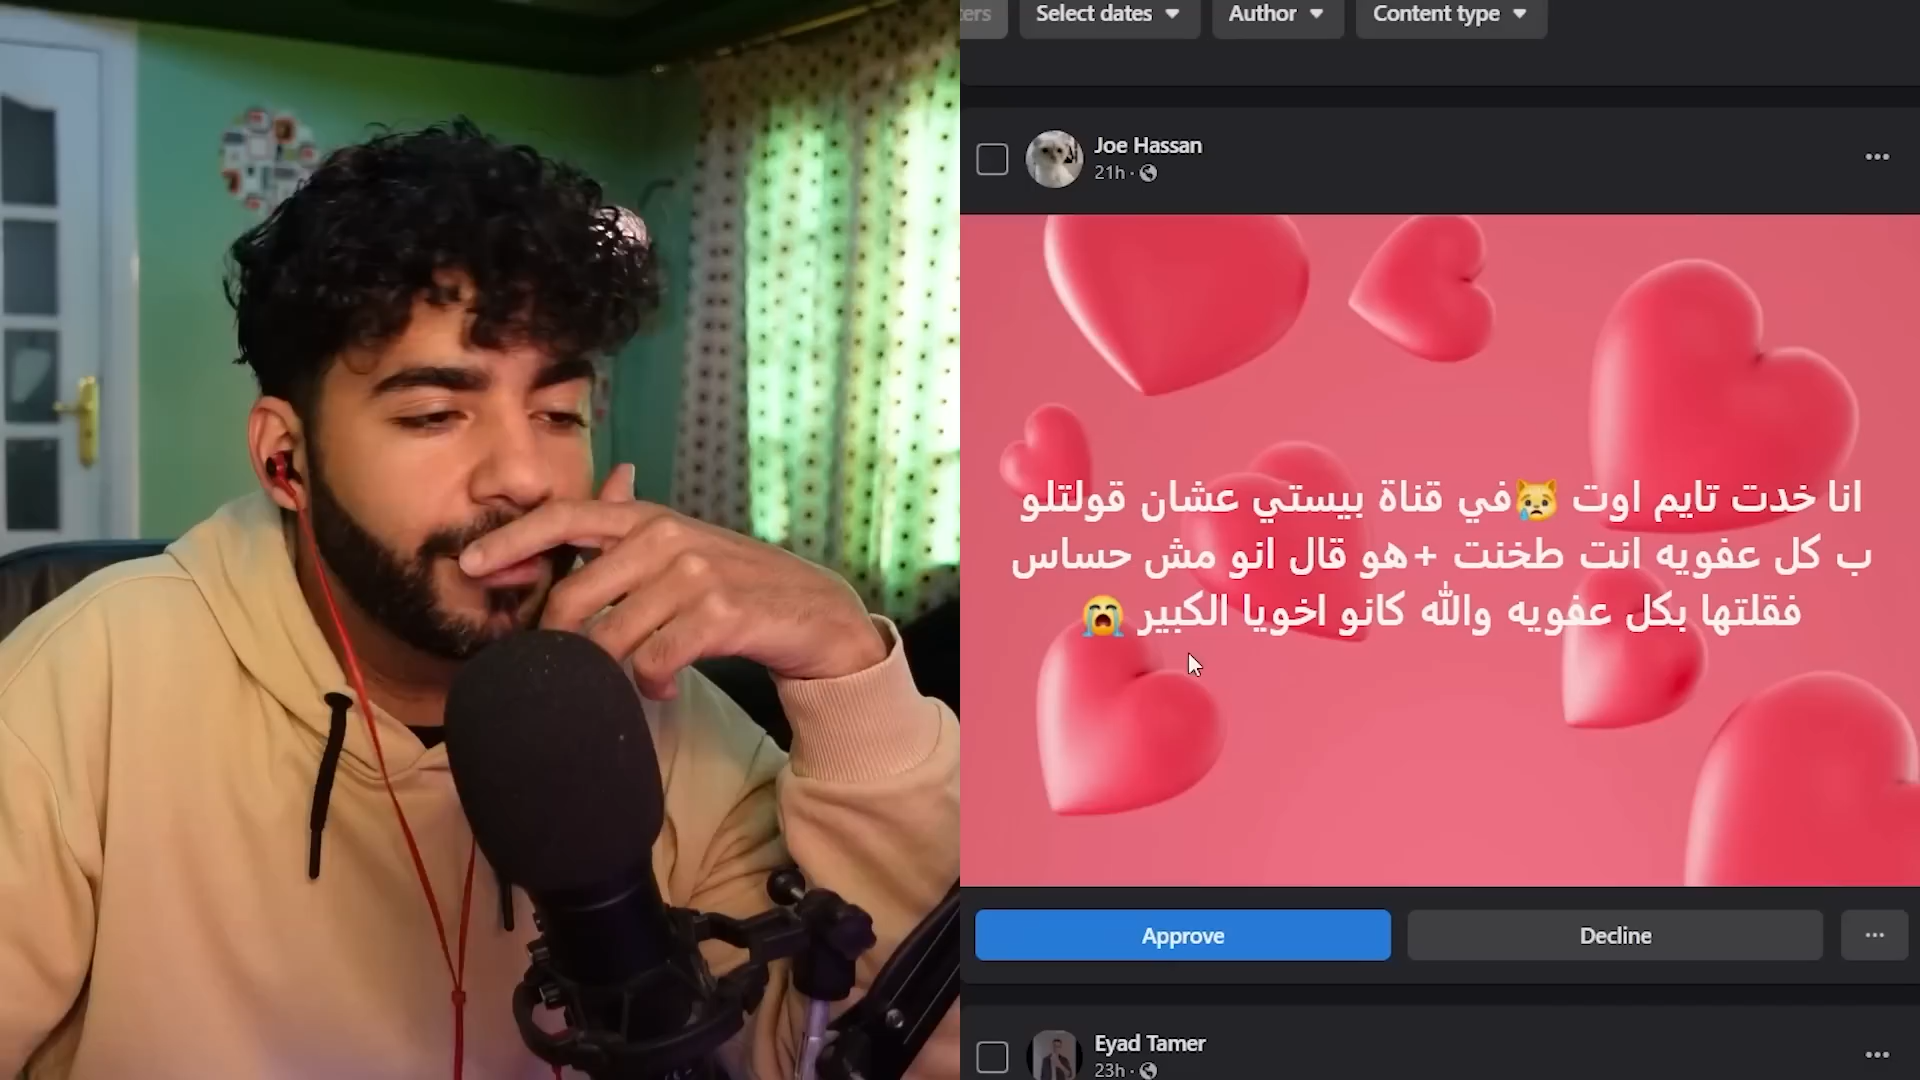 Select dates
Author
Content type
Joe Hassan
21h ·
انا خدت تايم اوت 😿في قناة بيستي عشان قولتلو
ب كل عفويه انت طخنت +هو قال انو مش حساس
فقلتها بكل عفويه والله كانو اخويا الكبير 😭
Approve
Decline
Eyad Tamer
23h ·